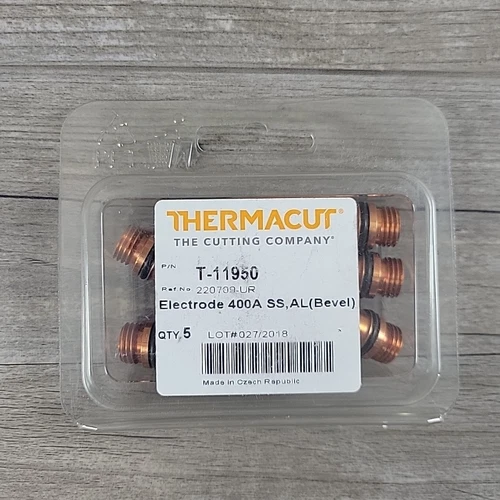 THERMACUT®
THE CUTTING COMPANY®
P/N T-11950
Ref No 220709-UR
Electrode 400A SS,AL(Bevel)
QTY 5 LOT#027/2018
Made in Czech Republic